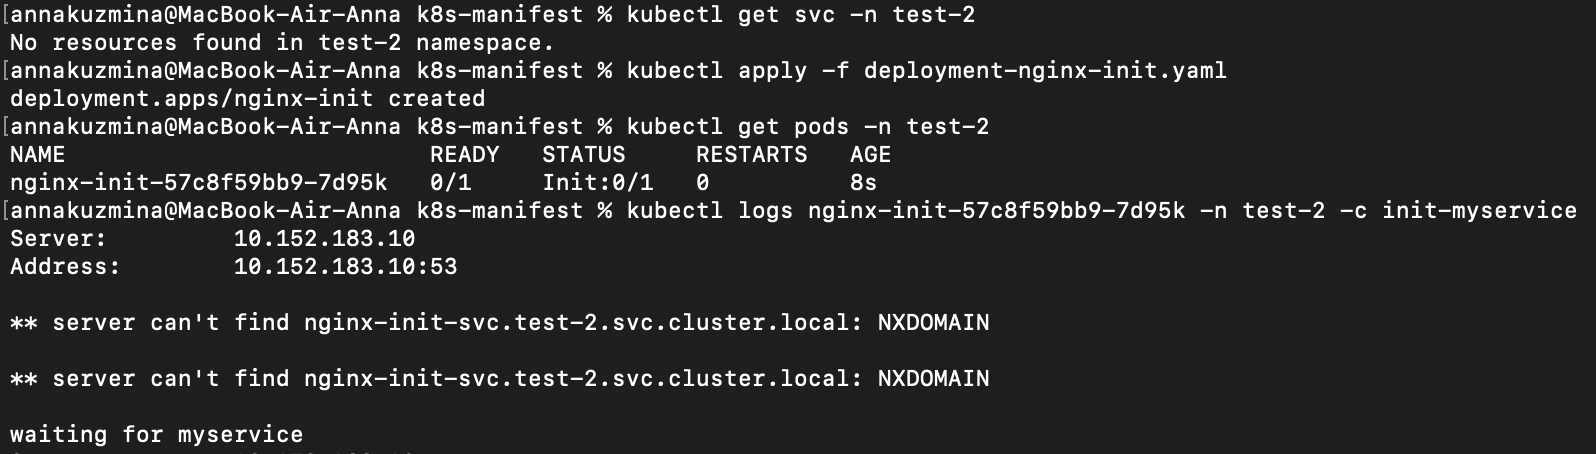 [annakuzmina@MacBook-Air-Anna k8s-manifest % kubectl get svc -n test-2
No resources found in test-2 namespace.
[annakuzmina@MacBook-Air-Anna k8s-manifest % kubectl apply -f deployment-nginx-init.yaml
deployment.apps/nginx-init created
[annakuzmina@MacBook-Air-Anna k8s-manifest % kubectl get pods -n test-2
NAME                          READY   STATUS     RESTARTS   AGE
nginx-init-57c8f59bb9-7d95k   0/1     Init:0/1   0          8s
[annakuzmina@MacBook-Air-Anna k8s-manifest % kubectl logs nginx-init-57c8f59bb9-7d95k -n test-2 -c init-myservice
Server:         10.152.183.10
Address:        10.152.183.10:53
** server can't find nginx-init-svc.test-2.svc.cluster.local: NXDOMAIN
** server can't find nginx-init-svc.test-2.svc.cluster.local: NXDOMAIN
waiting for myservice